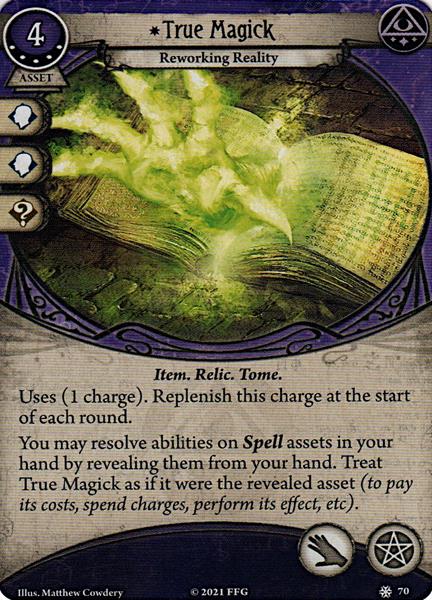 4
True Magick
ASSET
Reworking Reality
Item. Relic. Tome.
Uses (1 charge). Replenish this charge at the start
of each round.
You may resolve abilities on Spell assets in your
hand by revealing them from your hand. Treat
True Magick as if it were the revealed asset (to pay
its costs, spend charges, perform its effect, etc).
Illus. Matthew Cowdery
© 2021 FFG
70